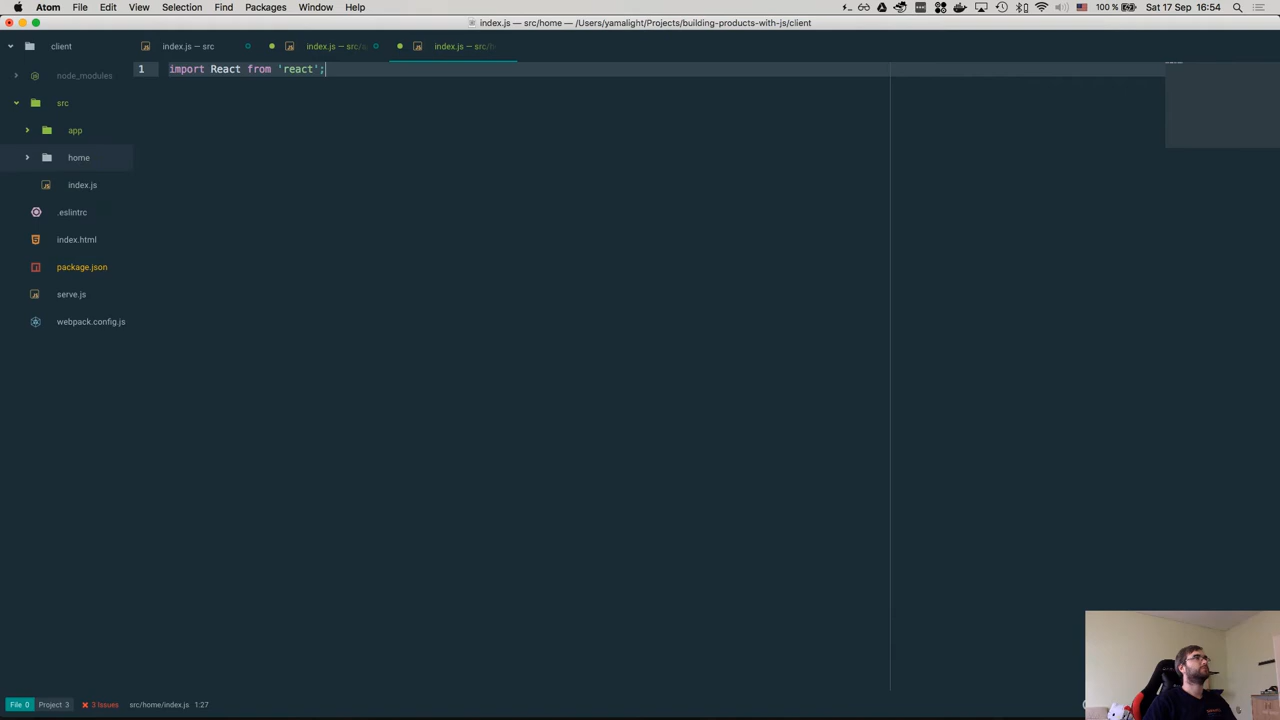 Atom File Edit View Selection Find Packages Window Help 100 % Sat 17 Sep 16:54
index.js — src/home — /Users/yamalight/Projects/building-products-with-js/client
client
index.js — src
index.js — src/
index.js — src/
1 import React from 'react';
node_modules
src
app
home
index.js
.eslintrc
index.html
package.json
serve.js
webpack.config.js
File 0 Project 3 3 Issues src/home/index.js 1:27